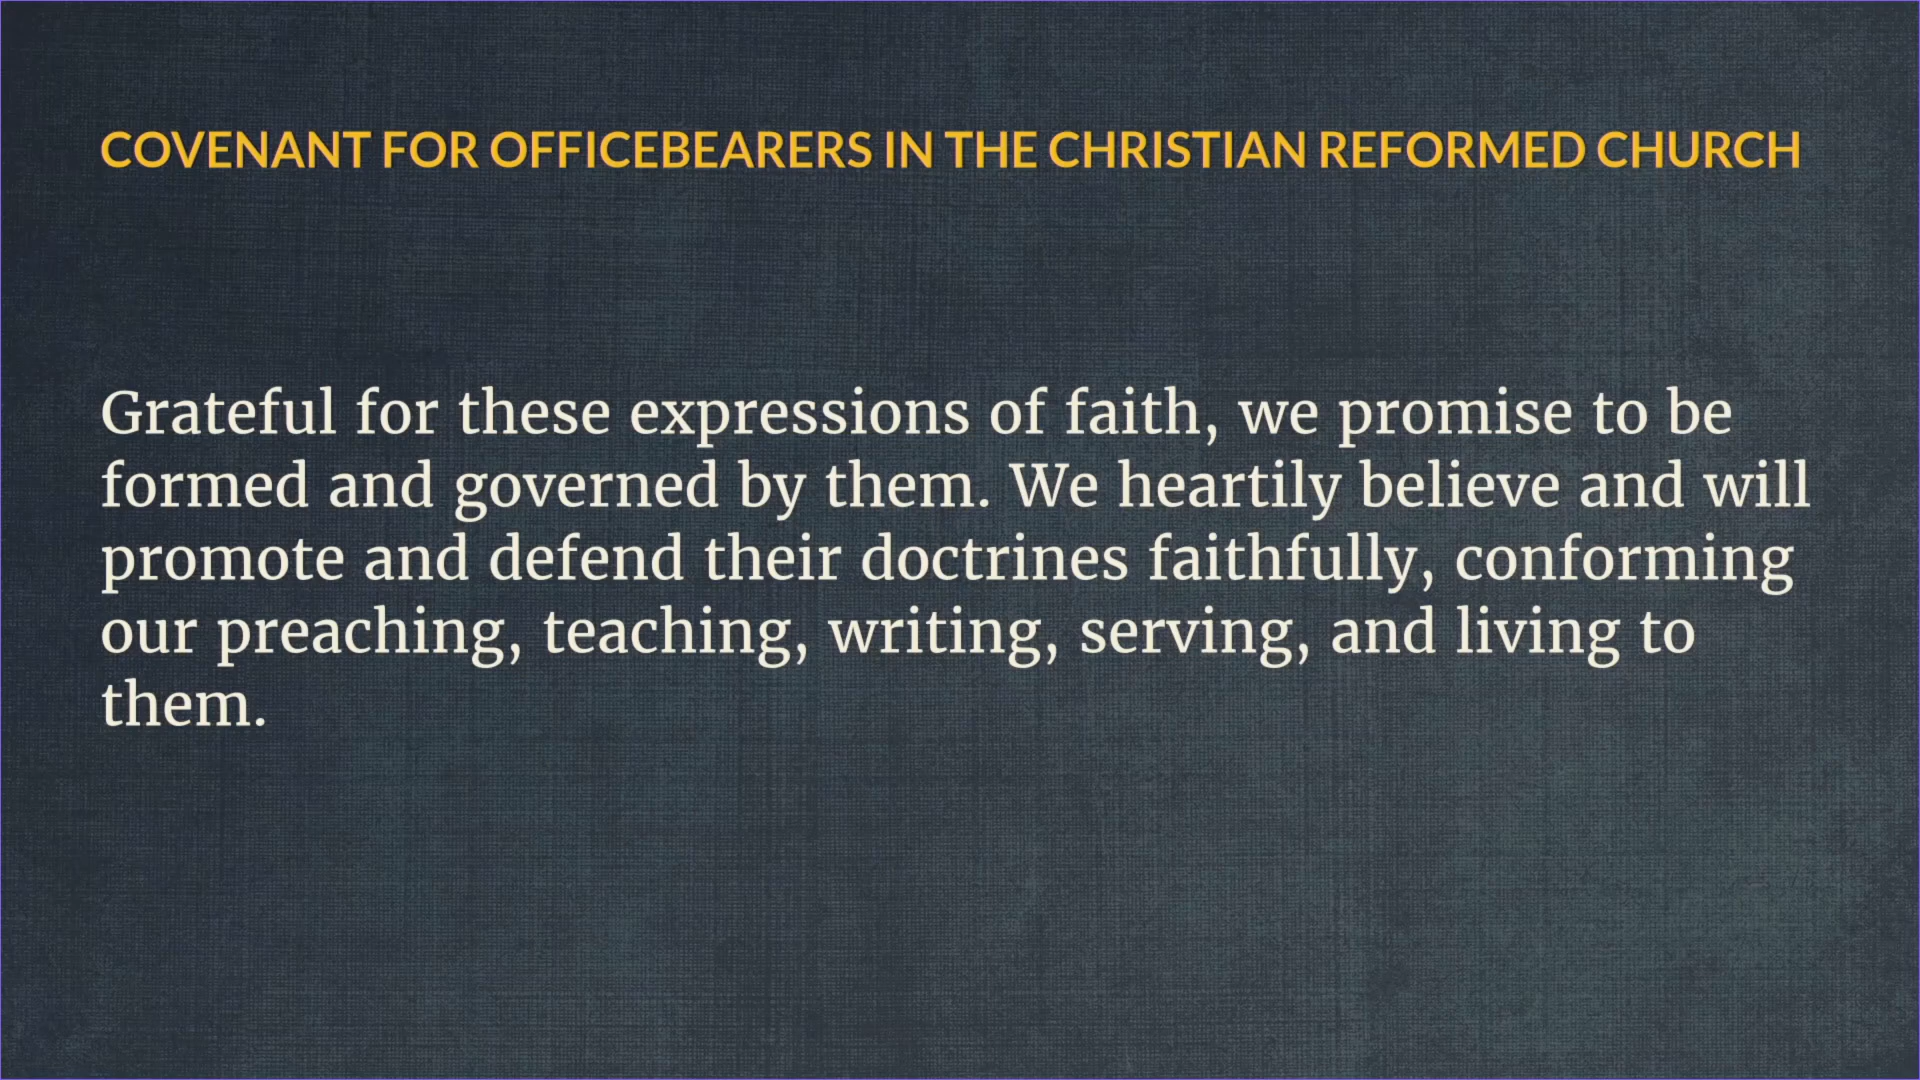 COVENANT FOR OFFICEBEARERS IN THE CHRISTIAN REFORMED CHURCH
Grateful for these expressions of faith, we promise to be
formed and governed by them. We heartily believe and will
promote and defend their doctrines faithfully, conforming
our preaching, teaching, writing, serving, and living to
them.